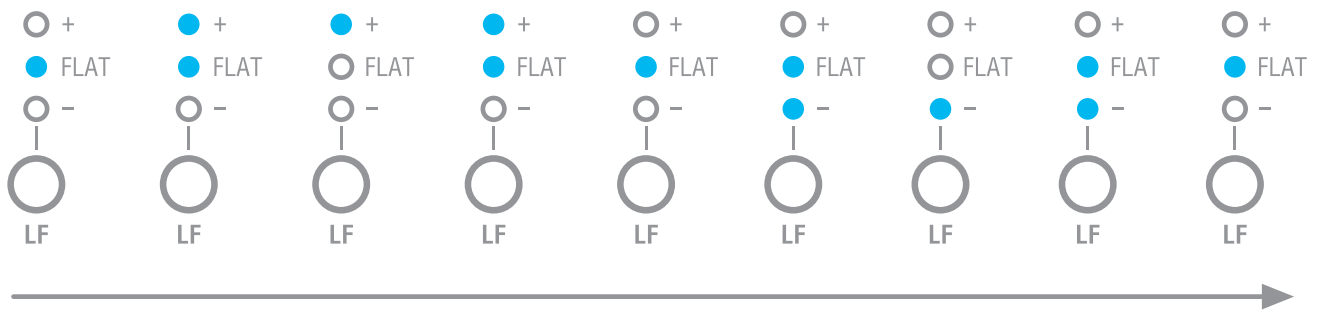 + + + + + + + + +
FLAT FLAT FLAT FLAT FLAT FLAT FLAT FLAT FLAT
− − − − − − − − −
LF LF LF LF LF LF LF LF LF